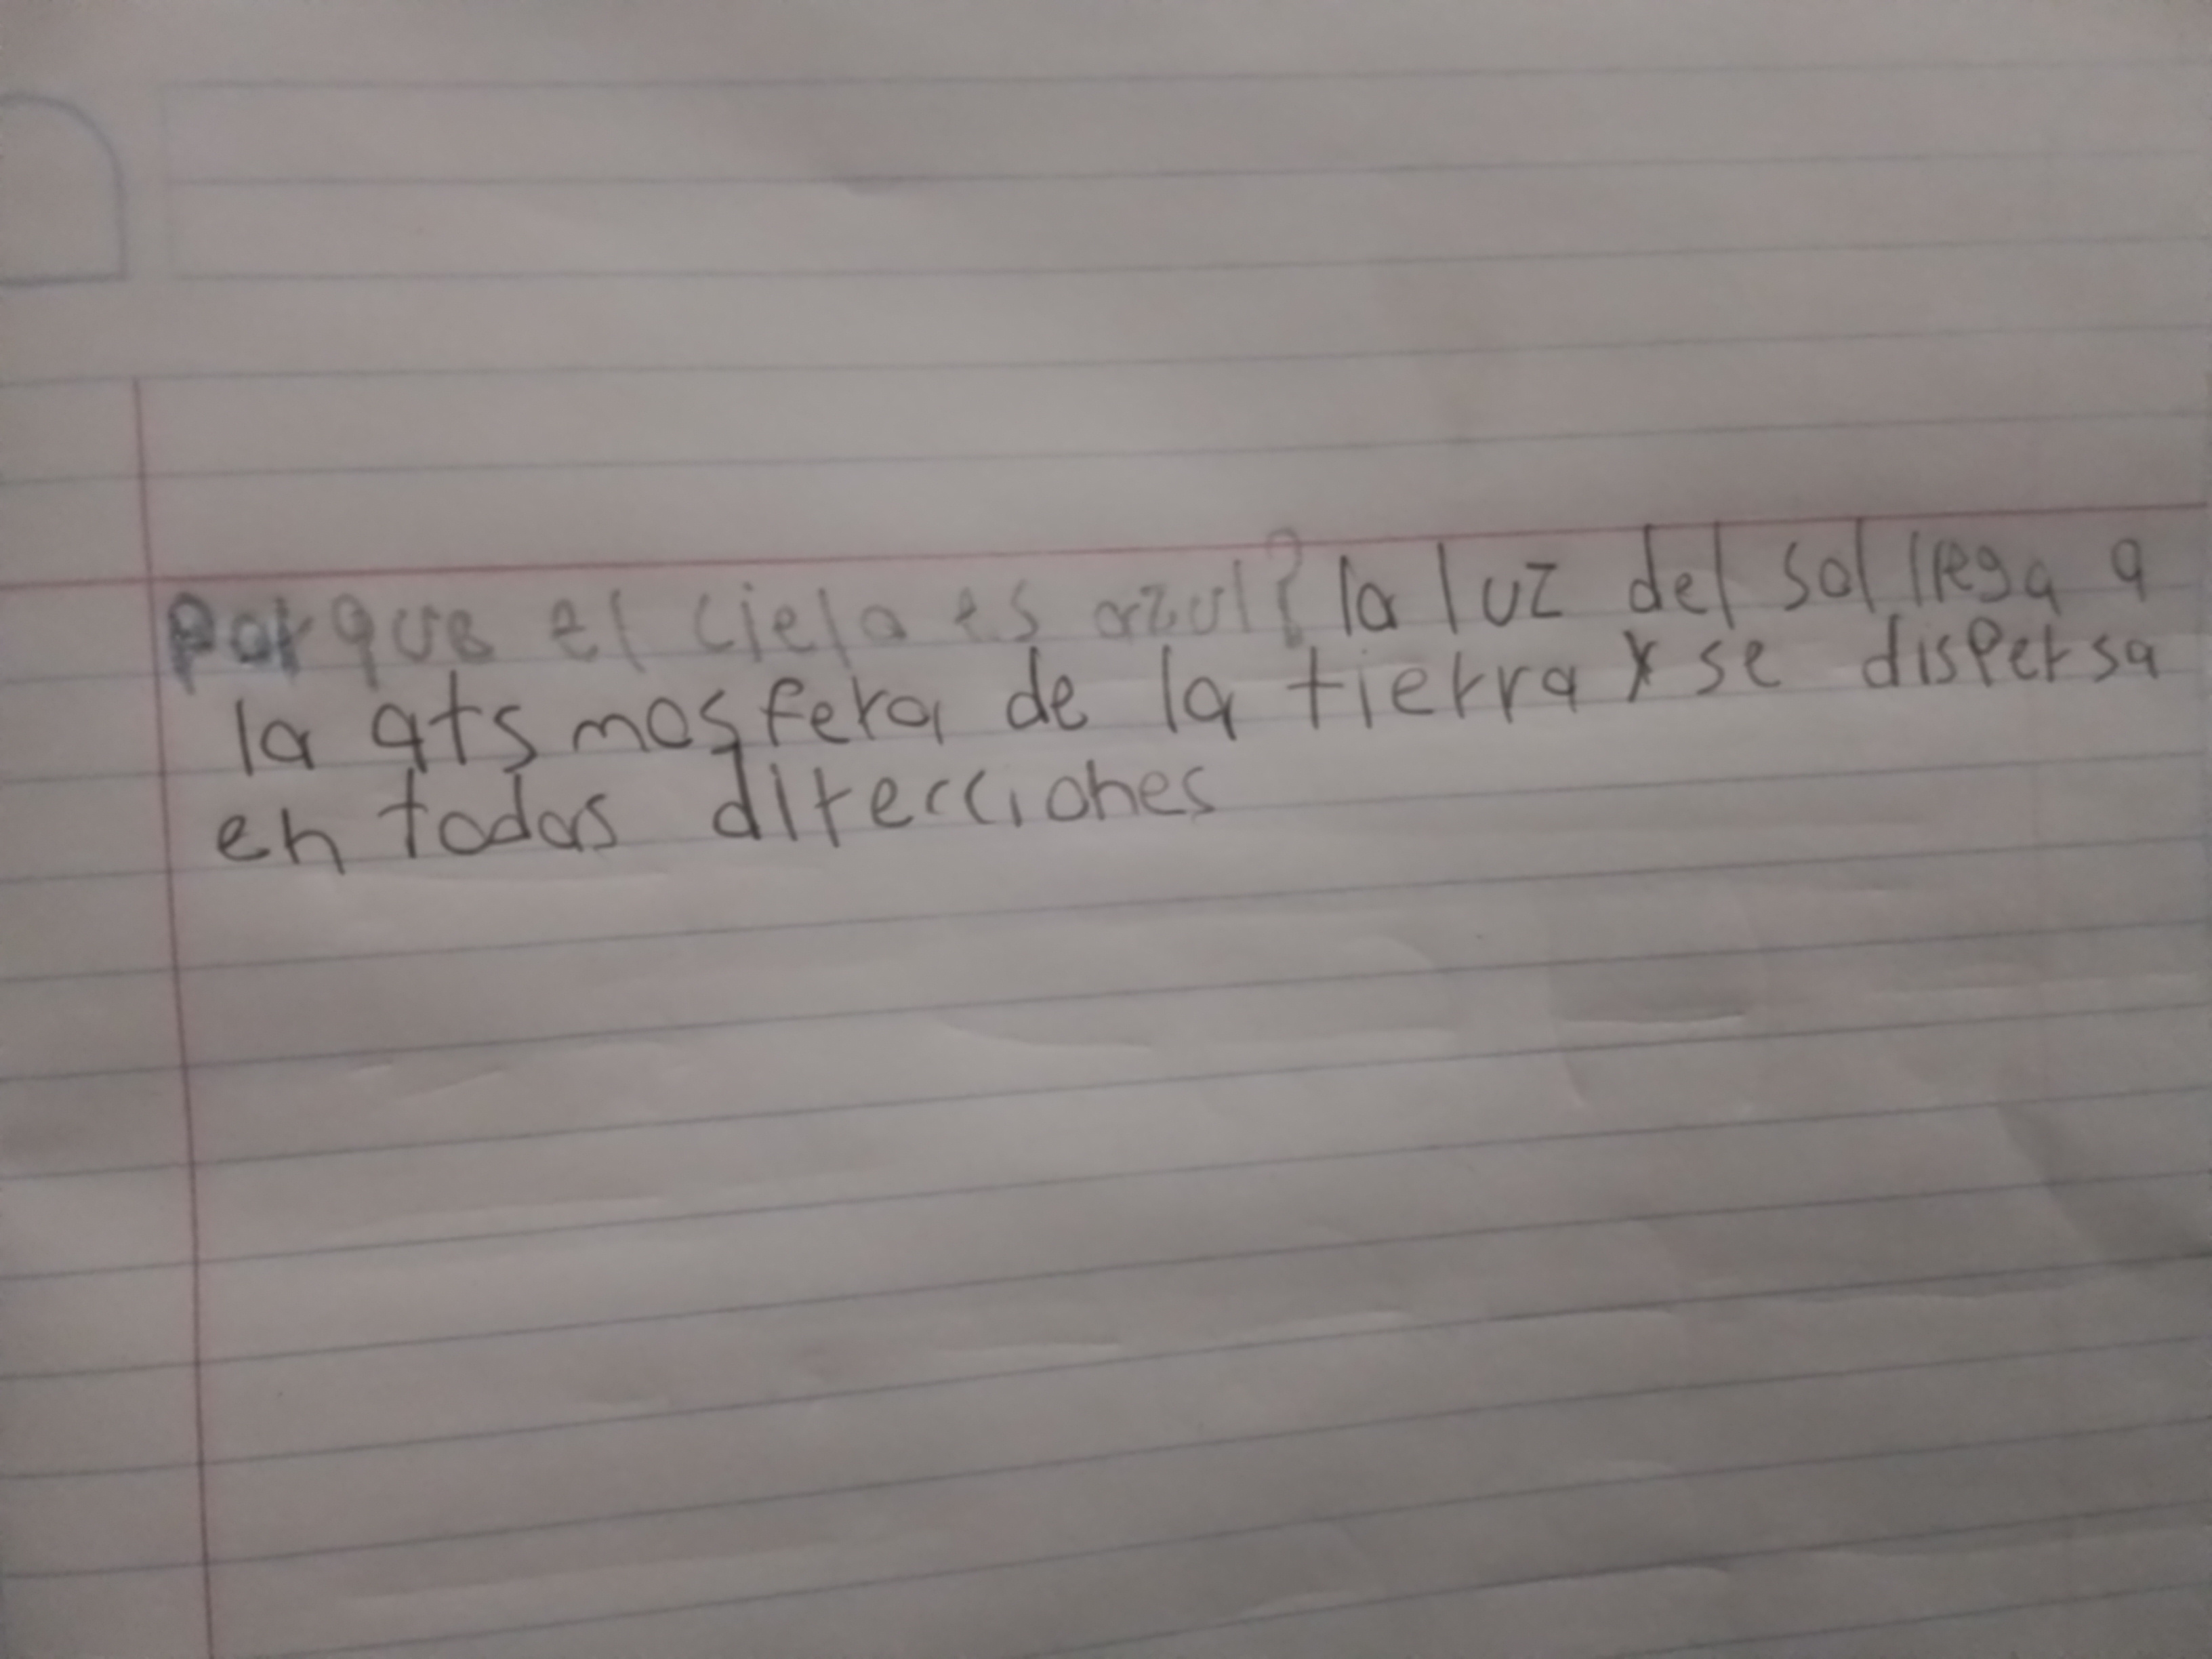 Porque el cielo es azul? la luz del sol llega a
la atsmosfera de la tierra y se dispersa
en todas direcciones